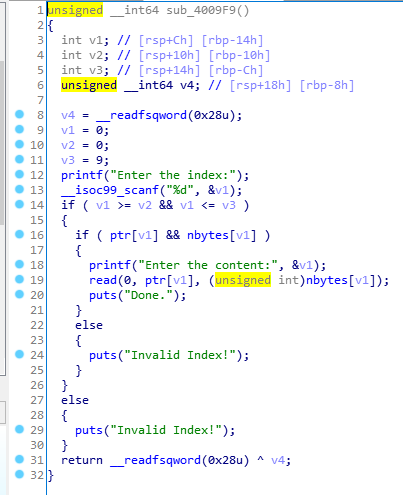 1 unsigned __int64 sub_4009F9()
2 {
3 int v1; // [rsp+Ch] [rbp-14h]
4 int v2; // [rsp+10h] [rbp-10h]
5 int v3; // [rsp+14h] [rbp-Ch]
6 unsigned __int64 v4; // [rsp+18h] [rbp-8h]
7
8 v4 = __readfsqword(0x28u);
9 v1 = 0;
10 v2 = 0;
11 v3 = 9;
12 printf("Enter the index:");
13 __isoc99_scanf("%d", &v1);
14 if ( v1 >= v2 && v1 <= v3 )
15 {
16 if ( ptr[v1] && nbytes[v1] )
17 {
18 printf("Enter the content:", &v1);
19 read(0, ptr[v1], (unsigned int)nbytes[v1]);
20 puts("Done.");
21 }
22 else
23 {
24 puts("Invalid Index!");
25 }
26 }
27 else
28 {
29 puts("Invalid Index!");
30 }
31 return __readfsqword(0x28u) ^ v4;
32 }